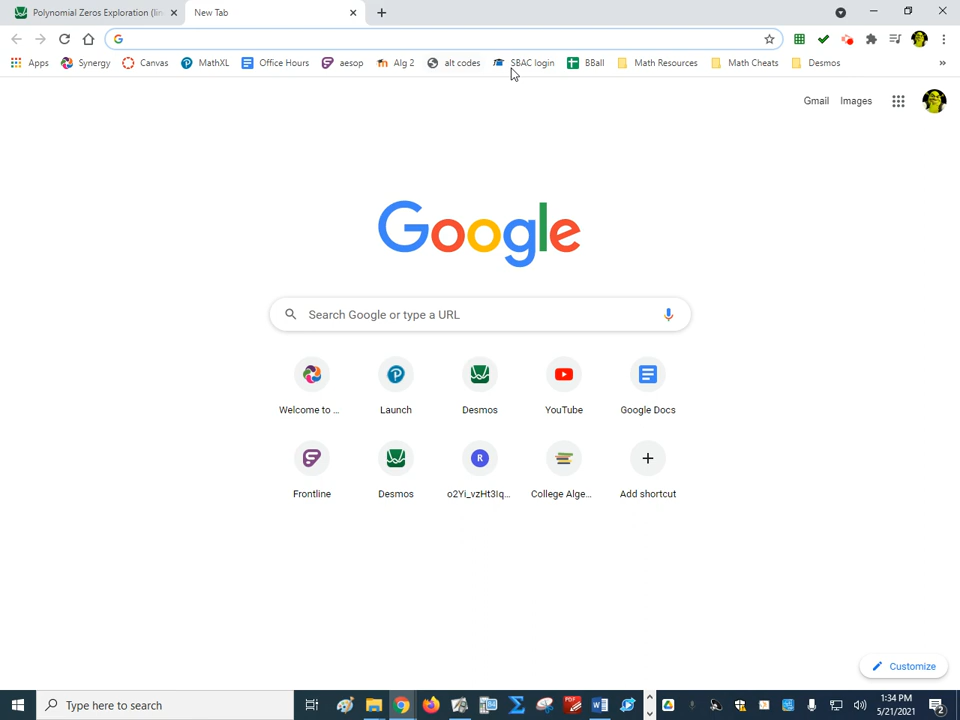 Polynomial Zeros Exploration (lin
New Tab
Apps Synergy Canvas MathXL Office Hours aesop Alg 2 alt codes SBAC login BBall Math Resources Math Cheats Desmos »
Gmail Images
Google
Search Google or type a URL
Welcome to ... Launch Desmos YouTube Google Docs
R
Frontline Desmos o2Yi_vzHt3Iq... College Alge... Add shortcut
Customize
Type here to search
PDF
1:34 PM
5/21/2021
2